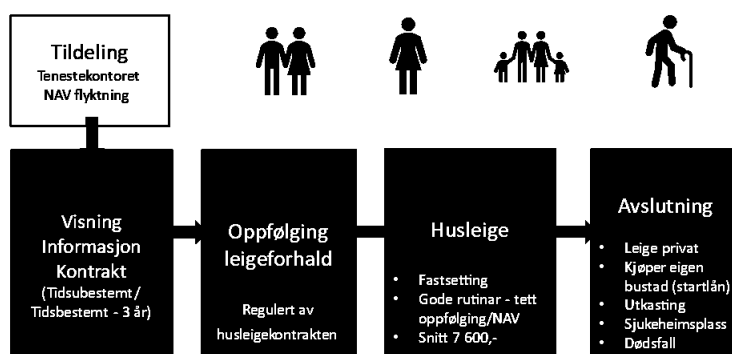 Tildeling
Tenestekontoret
NAV flyktning
Visning
Informasjon
Kontrakt
(Tidsubestemt/
Tidsbestemt - 3 år)
Oppfølging
leigeforhald
Regulert av
husleigekontrakten
Husleige
• Fastsetting
• Gode rutinar - tett
oppfølging/NAV
• Snitt 7 600,-
Avslutning
• Leige privat
• Kjøper eigen
bustad (startlån)
• Utkasting
• Sjukeheimsplass
• Dødsfall